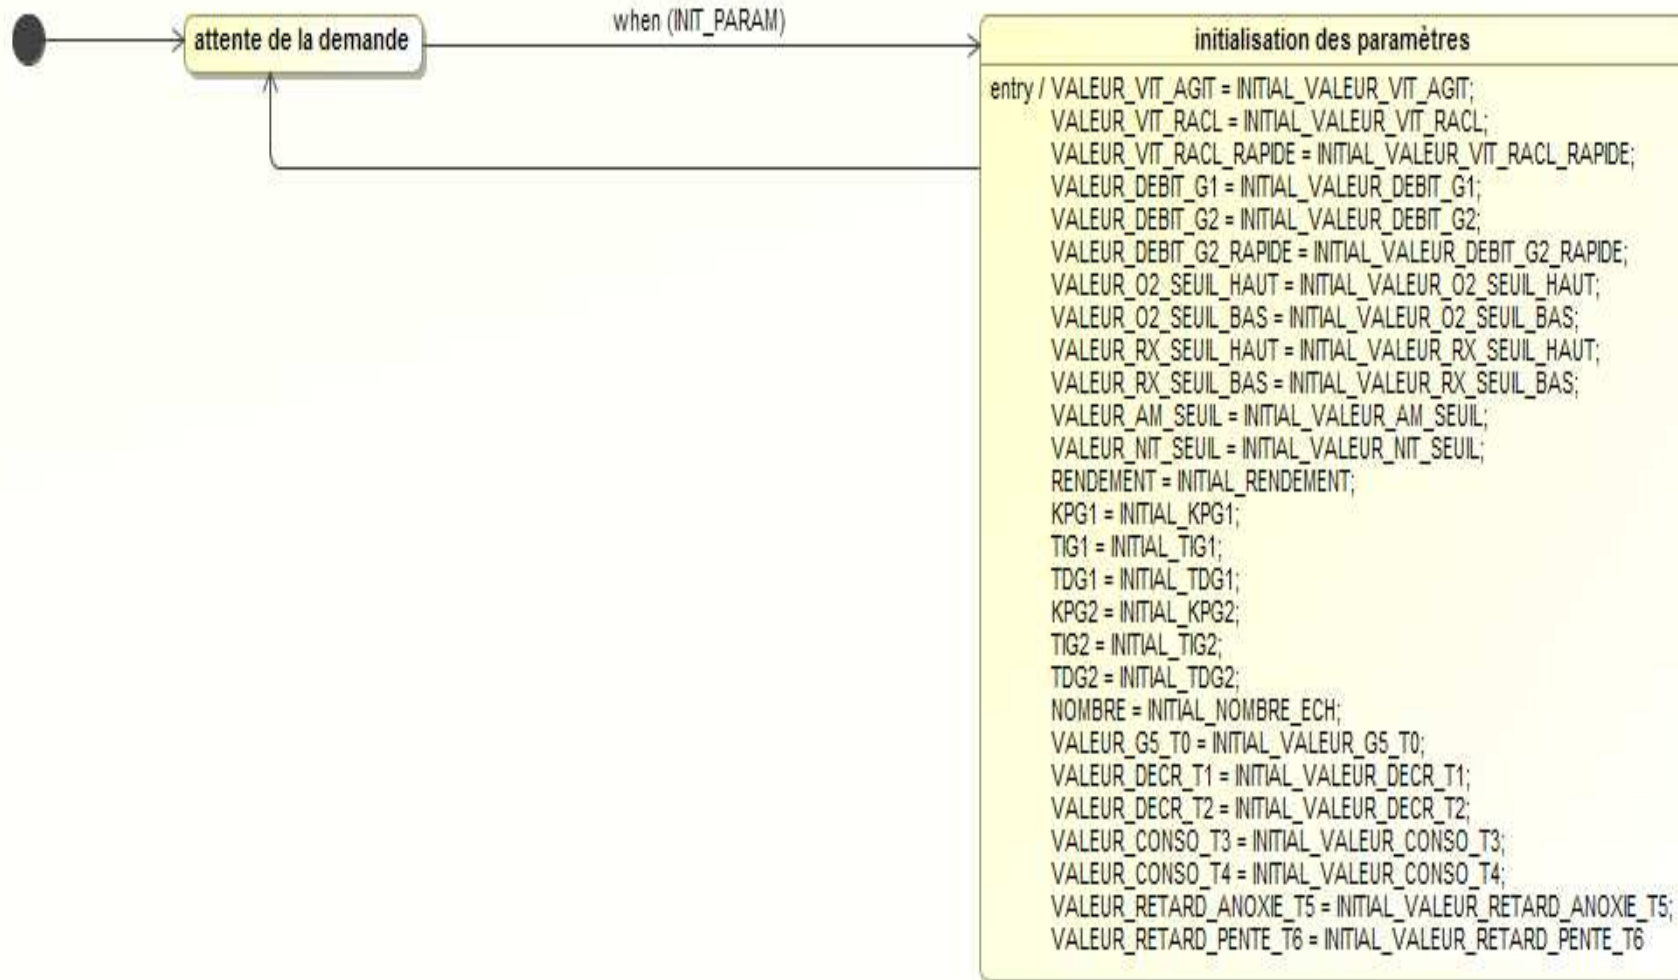 attente de la demande
when (INIT_PARAM)
initialisation des paramètres
entry / VALEUR_VIT_AGIT = INITIAL_VALEUR_VIT_AGIT;
VALEUR_VIT_RACL = INITIAL_VALEUR_VIT_RACL;
VALEUR_VIT_RACL_RAPIDE = INITIAL_VALEUR_VIT_RACL_RAPIDE;
VALEUR_DEBIT_G1 = INITIAL_VALEUR_DEBIT_G1;
VALEUR_DEBIT_G2 = INITIAL_VALEUR_DEBIT_G2;
VALEUR_DEBIT_G2_RAPIDE = INITIAL_VALEUR_DEBIT_G2_RAPIDE;
VALEUR_O2_SEUIL_HAUT = INITIAL_VALEUR_O2_SEUIL_HAUT;
VALEUR_O2_SEUIL_BAS = INITIAL_VALEUR_O2_SEUIL_BAS;
VALEUR_RX_SEUIL_HAUT = INITIAL_VALEUR_RX_SEUIL_HAUT;
VALEUR_RX_SEUIL_BAS = INITIAL_VALEUR_RX_SEUIL_BAS;
VALEUR_AM_SEUIL = INITIAL_VALEUR_AM_SEUIL;
VALEUR_NIT_SEUIL = INITIAL_VALEUR_NIT_SEUIL;
RENDEMENT = INITIAL_RENDEMENT;
KPG1 = INITIAL_KPG1;
TIG1 = INITIAL_TIG1;
TDG1 = INITIAL_TDG1;
KPG2 = INITIAL_KPG2;
TIG2 = INITIAL_TIG2;
TDG2 = INITIAL_TDG2;
NOMBRE = INITIAL_NOMBRE_ECH;
VALEUR_G5_T0 = INITIAL_VALEUR_G5_T0;
VALEUR_DECR_T1 = INITIAL_VALEUR_DECR_T1;
VALEUR_DECR_T2 = INITIAL_VALEUR_DECR_T2;
VALEUR_CONSO_T3 = INITIAL_VALEUR_CONSO_T3;
VALEUR_CONSO_T4 = INITIAL_VALEUR_CONSO_T4;
VALEUR_RETARD_ANOXIE_T5 = INITIAL_VALEUR_RETARD_ANOXIE_T5;
VALEUR_RETARD_PENTE_T6 = INITIAL_VALEUR_RETARD_PENTE_T6